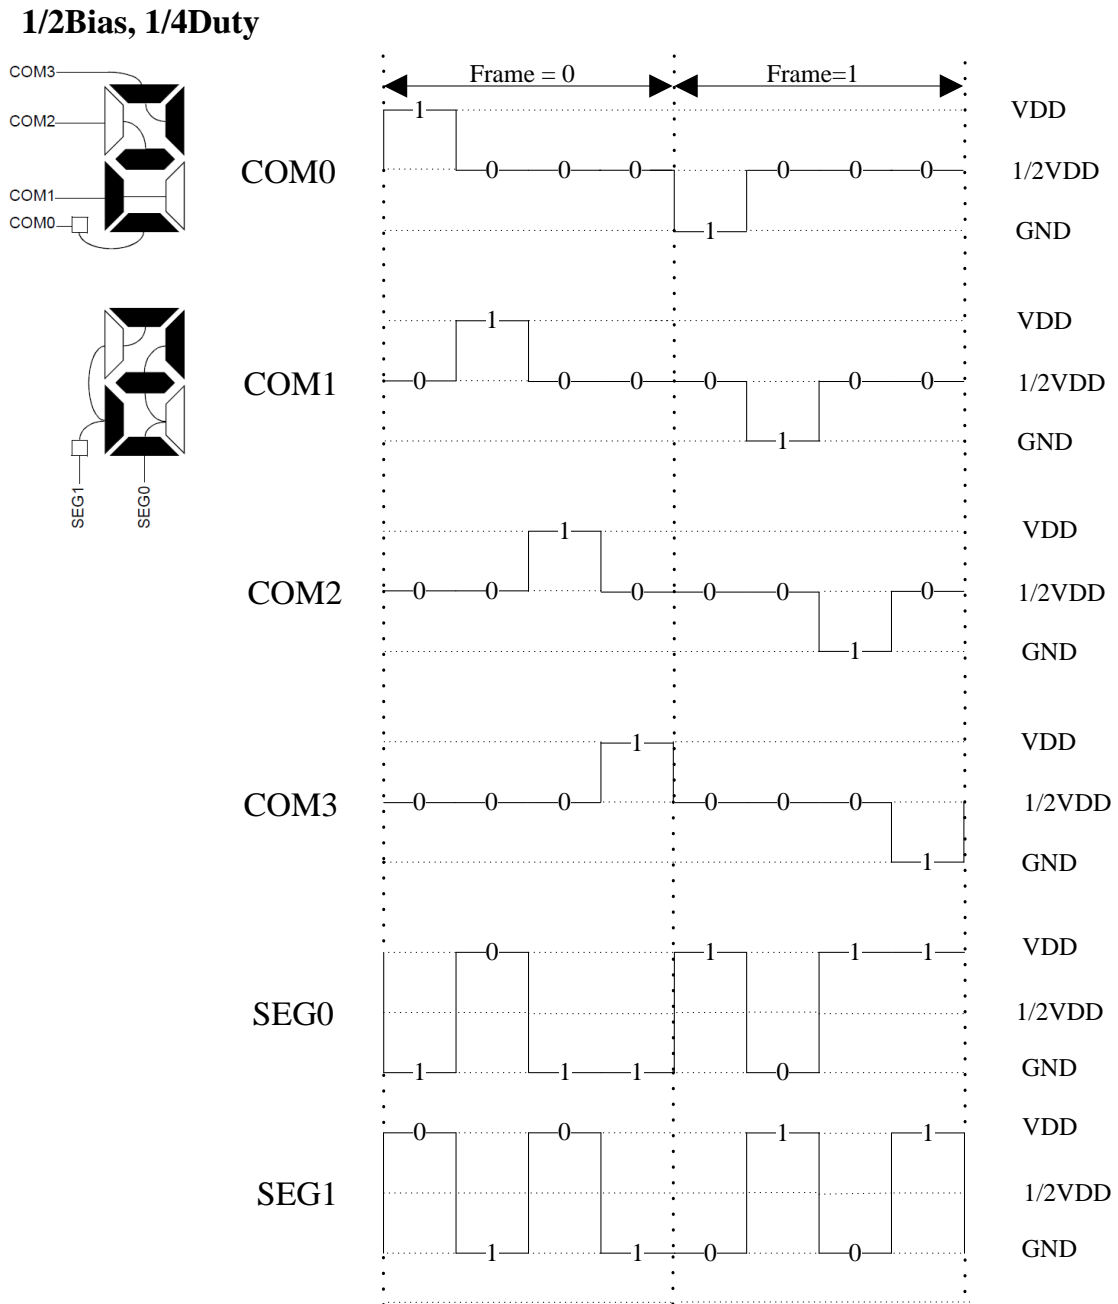 1/2Bias, 1/4Duty
COM3
COM2
COM1
COM0
SEG1
SEG0
Frame = 0
Frame=1
COM0
1 0 0 0 1 0 0 0
VDD
1/2VDD
GND
COM1
0 1 0 0 0 1 0 0
VDD
1/2VDD
GND
COM2
0 0 1 0 0 0 1 0
VDD
1/2VDD
GND
COM3
0 0 0 1 0 0 0 1
VDD
1/2VDD
GND
SEG0
1 0 1 1 1 0 1 1
VDD
1/2VDD
GND
SEG1
0 1 0 1 0 1 0 1
VDD
1/2VDD
GND